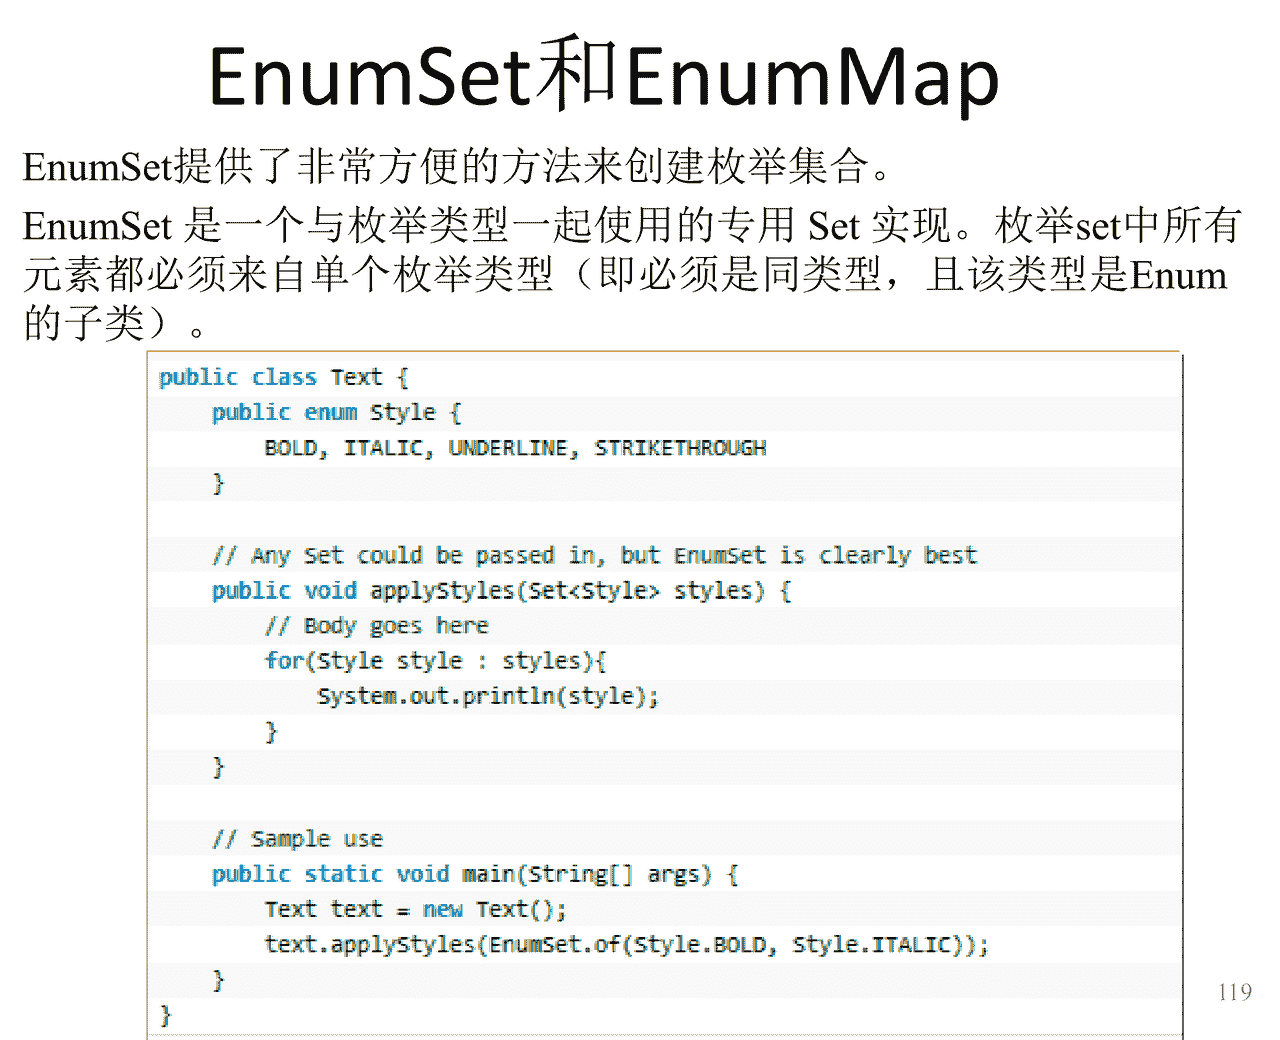 EnumSet和EnumMap
EnumSet提供了非常方便的方法来创建枚举集合。
EnumSet 是一个与枚举类型一起使用的专用 Set 实现。枚举set中所有
元素都必须来自单个枚举类型（即必须是同类型，且该类型是Enum
的子类）。
public class Text {
    public enum Style {
        BOLD, ITALIC, UNDERLINE, STRIKETHROUGH
    }
    // Any Set could be passed in, but EnumSet is clearly best
    public void applyStyles(Set<Style> styles) {
        // Body goes here
        for(Style style : styles){
            System.out.println(style);
        }
    }
    // Sample use
    public static void main(String[] args) {
        Text text = new Text();
        text.applyStyles(EnumSet.of(Style.BOLD, Style.ITALIC));
    }
}
119